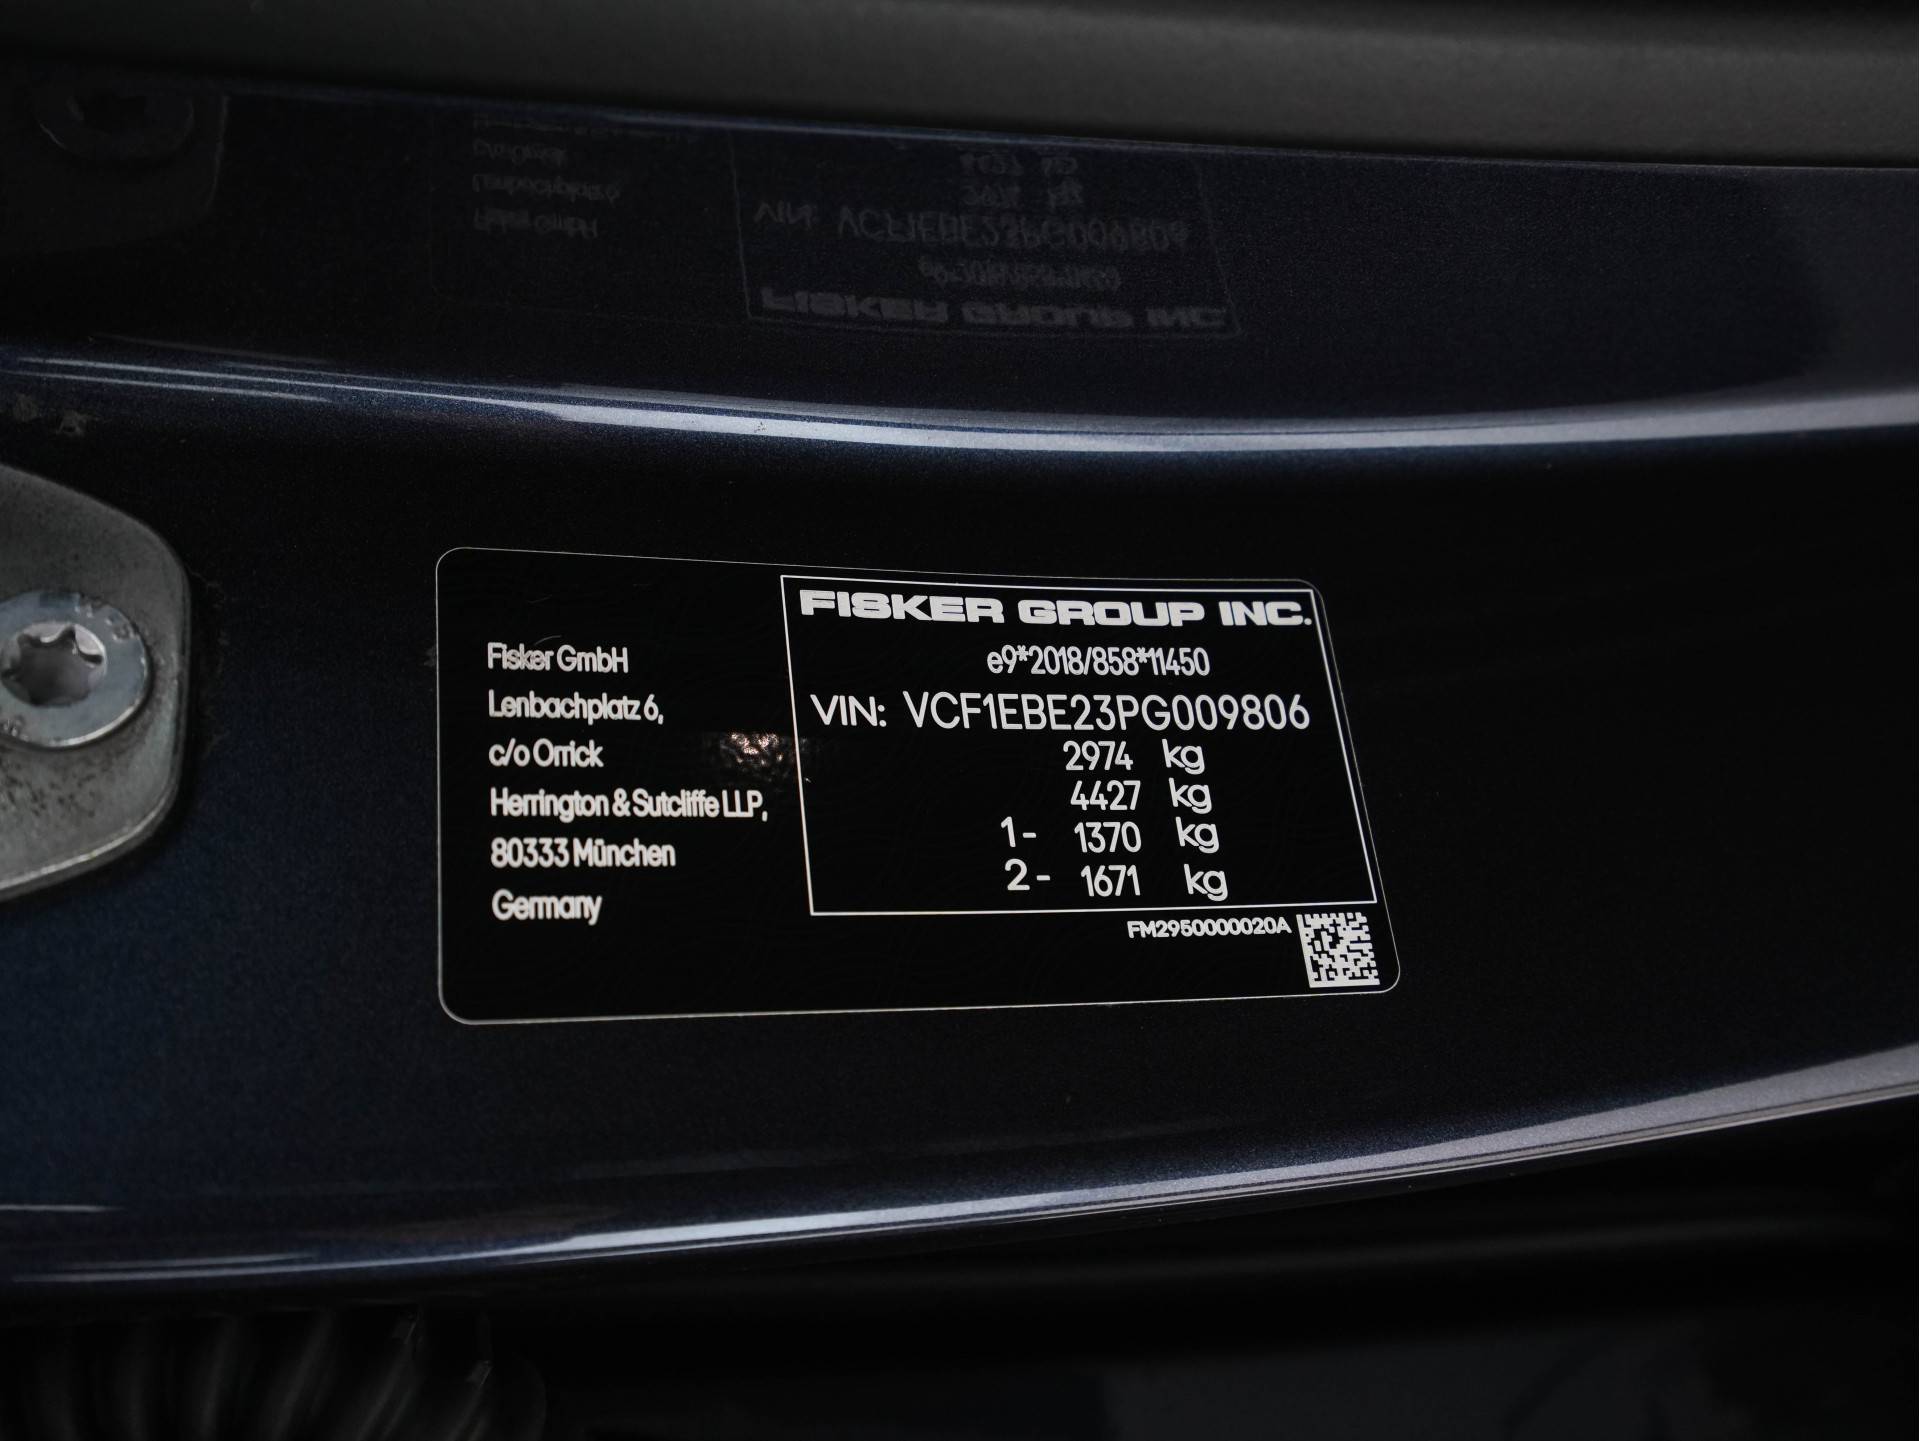 Fisker GmbH
Lenbachplatz 6,
c/o Orrick
Herrington & Sutcliffe LLP,
80333 München
Germany
FISKER GROUP INC.
e9*2018/858*11450
VIN: VCF1EBE23PG009806
2974 kg
4427 kg
1- 1370 kg
2- 1671 kg
FM2950000020A